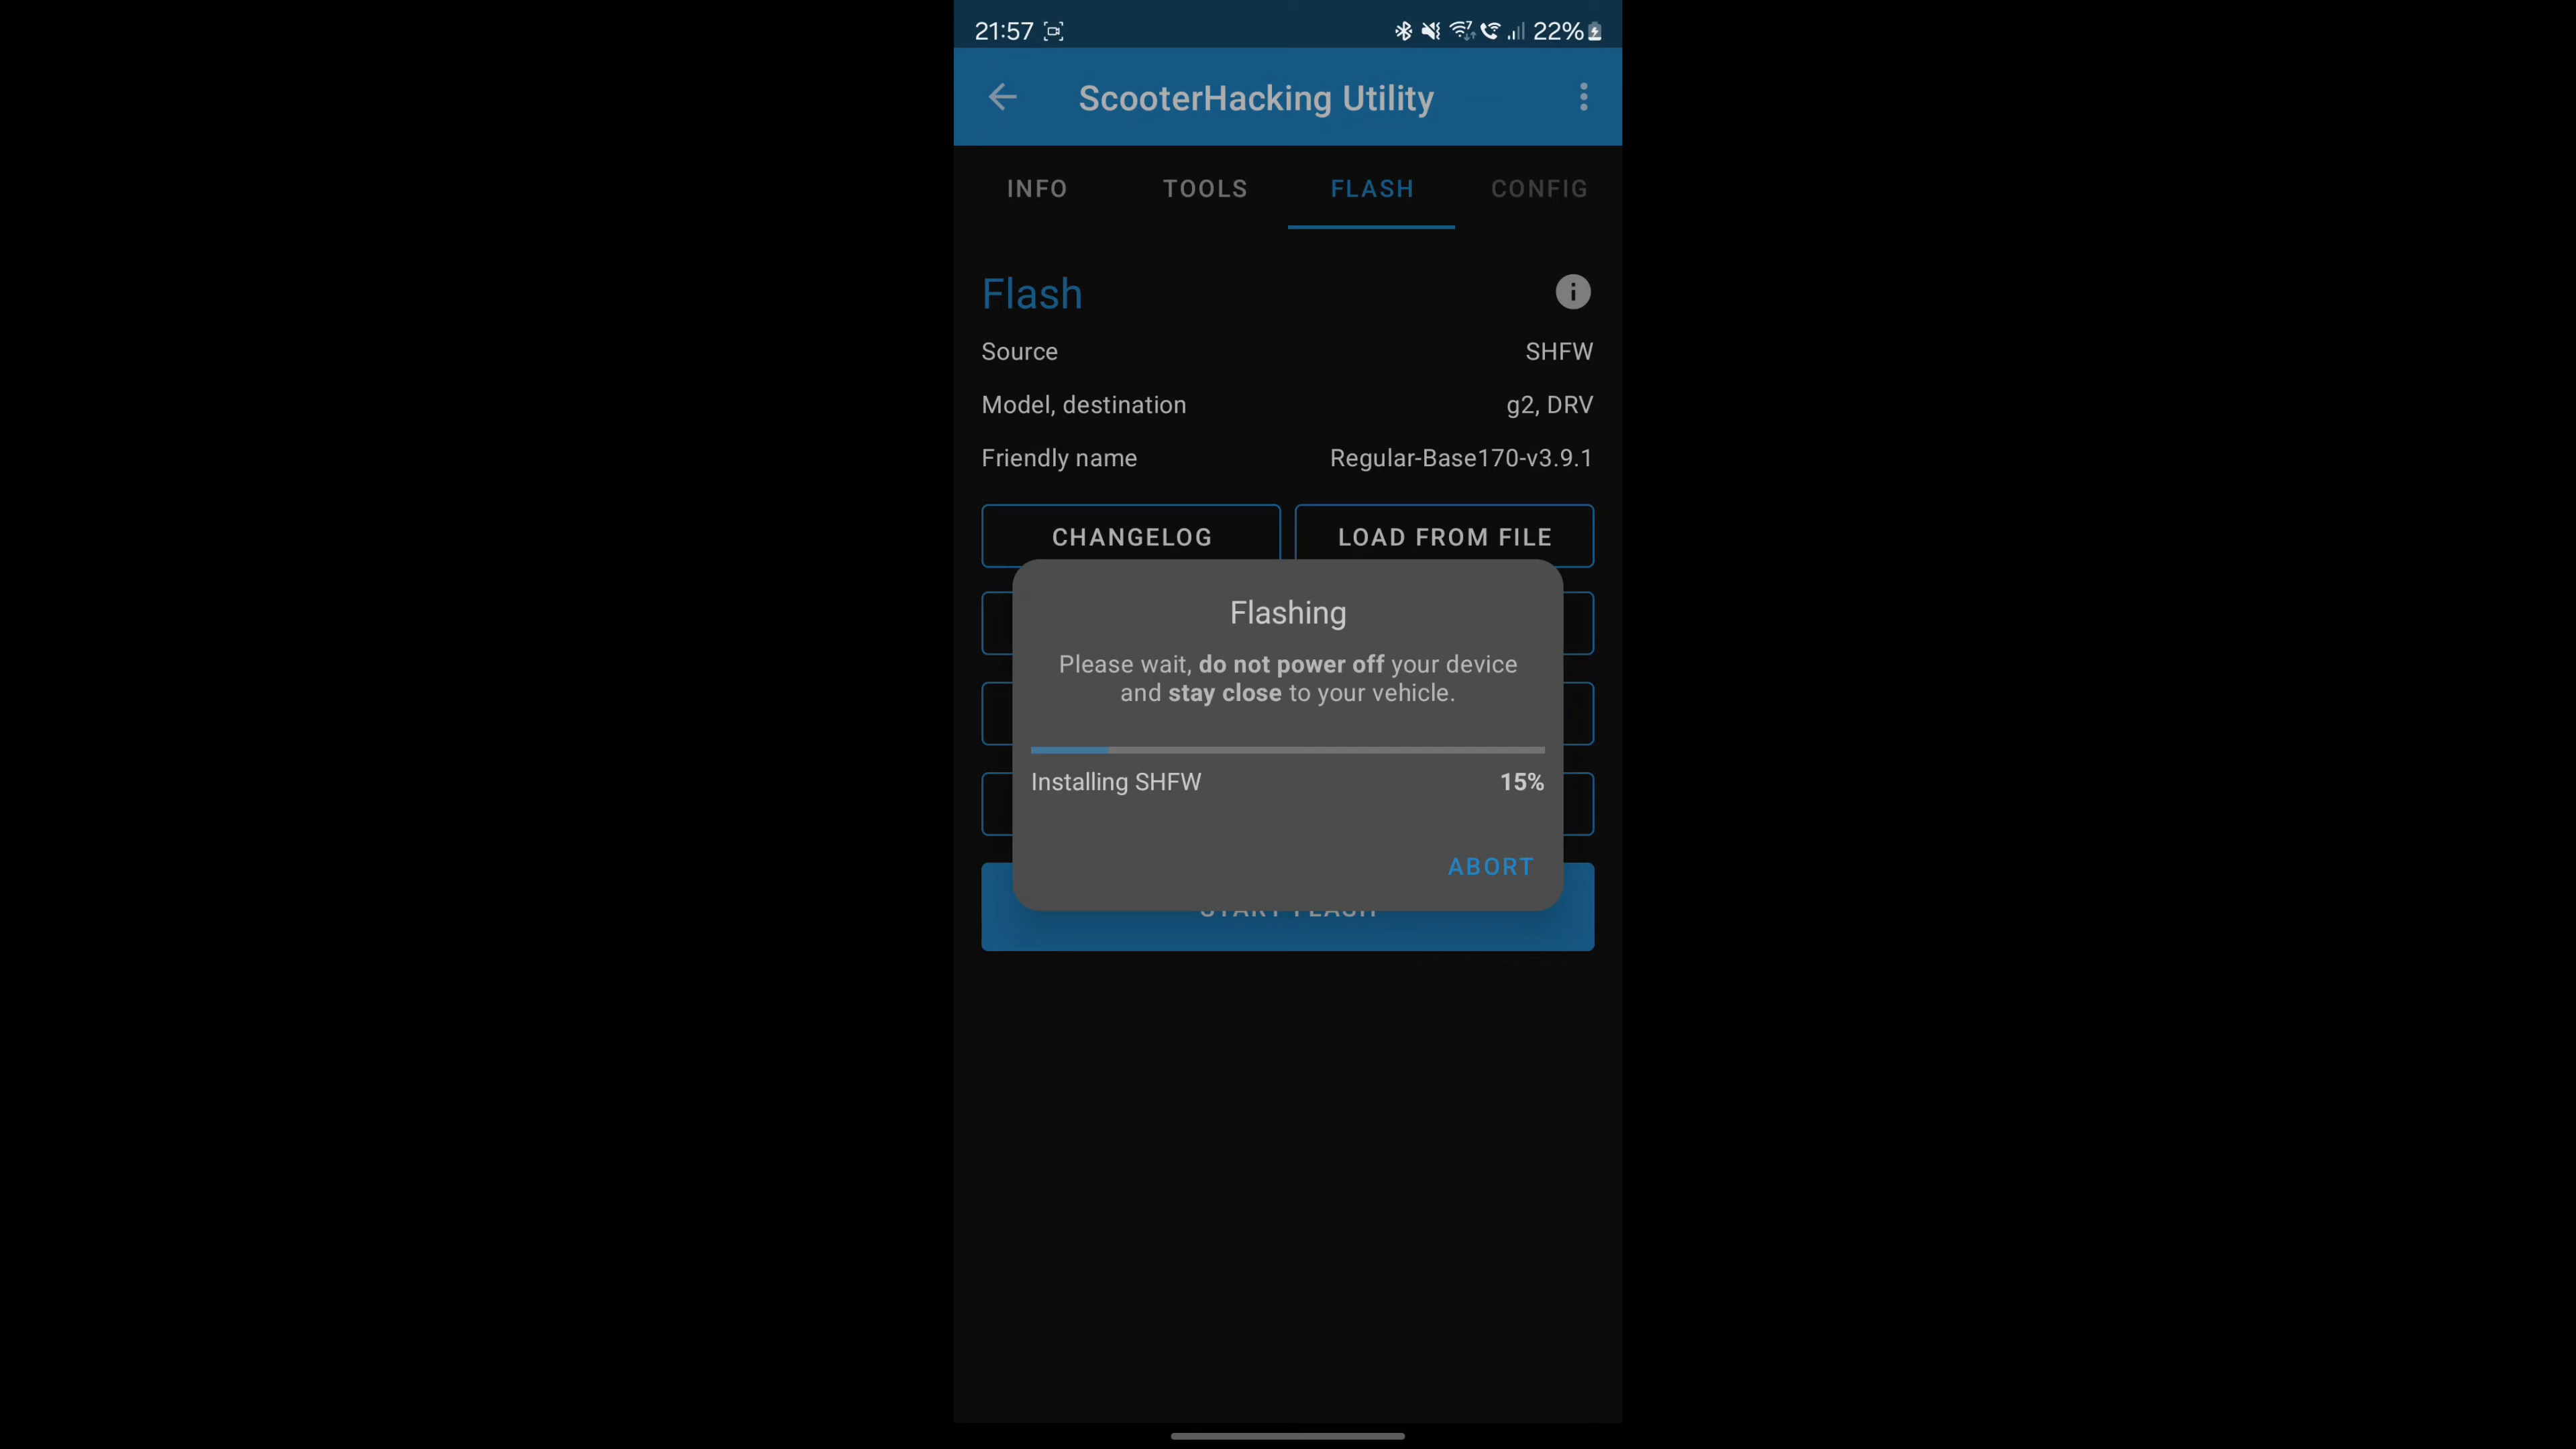 21:57 22%
ScooterHacking Utility
INFO TOOLS FLASH CONFIG
Flash
Source SHFW
Model, destination g2, DRV
Friendly name Regular-Base170-v3.9.1
CHANGELOG LOAD FROM FILE
Flashing
Please wait, do not power off your device
and stay close to your vehicle.
Installing SHFW 15%
ABORT
START FLASH